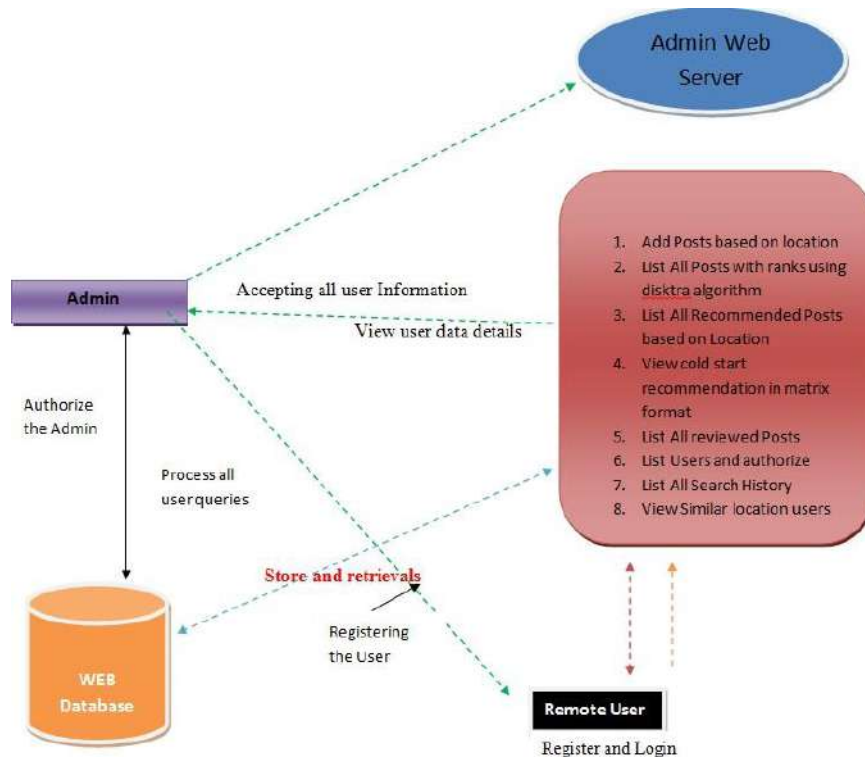 Admin Web
Server
1. Add Posts based on location
2. List All Posts with ranks using
disktra algorithm
3. List All Recommended Posts
based on Location
4. View cold start
recommendation in matrix
format
5. List All reviewed Posts
6. List Users and authorize
7. List All Search History
8. View Similar location users
Admin
Accepting all user Information
View user data details
Authorize
the Admin
Process all
user queries
Store and retrievals
Registering
the User
WEB
Database
Remote User
Register and Login